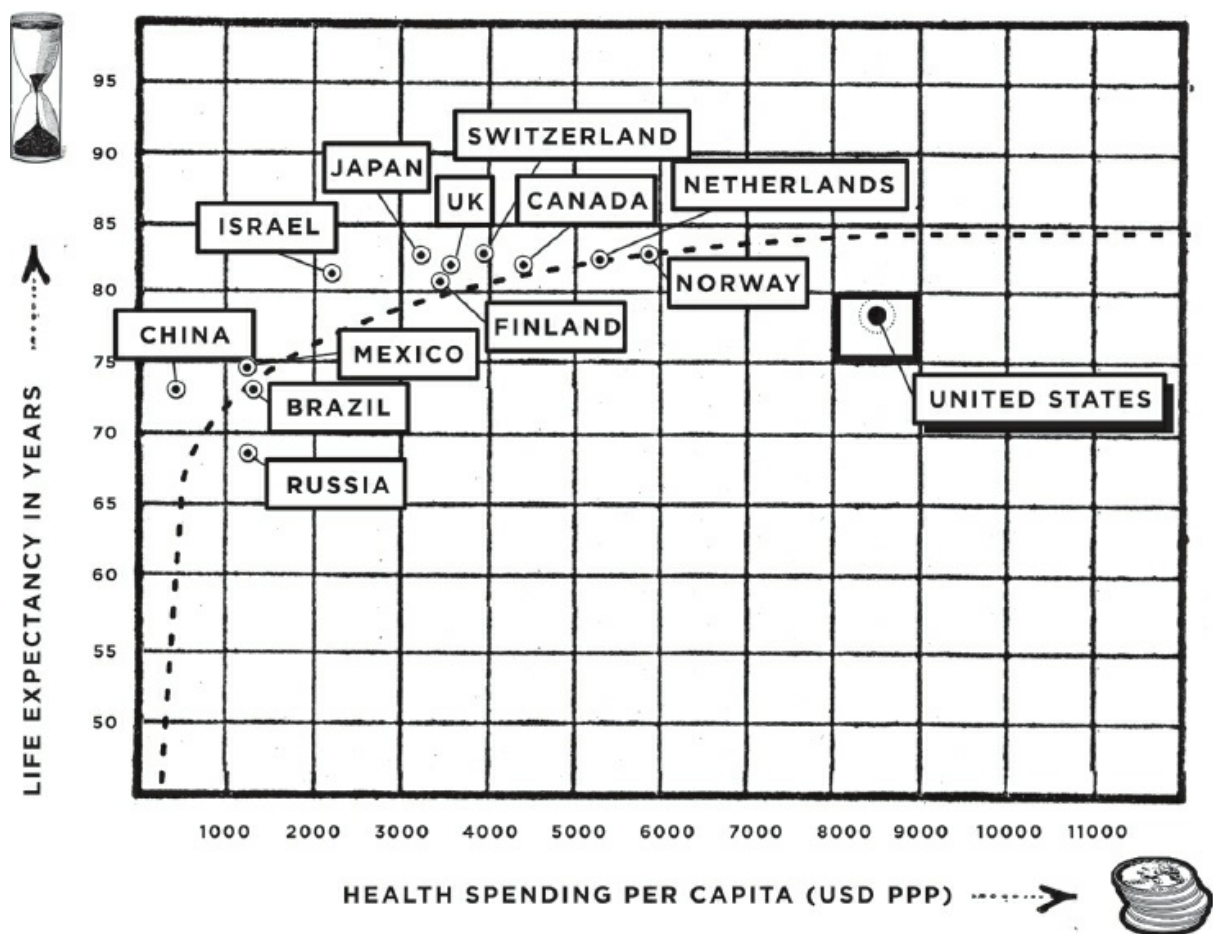 95
90
85
80
75
70
65
60
55
50
LIFE EXPECTANCY IN YEARS
SWITZERLAND
JAPAN
UK
CANADA
NETHERLANDS
ISRAEL
NORWAY
CHINA
FINLAND
MEXICO
BRAZIL
UNITED STATES
RUSSIA
1000 2000 3000 4000 5000 6000 7000 8000 9000 10000 11000
HEALTH SPENDING PER CAPITA (USD PPP)